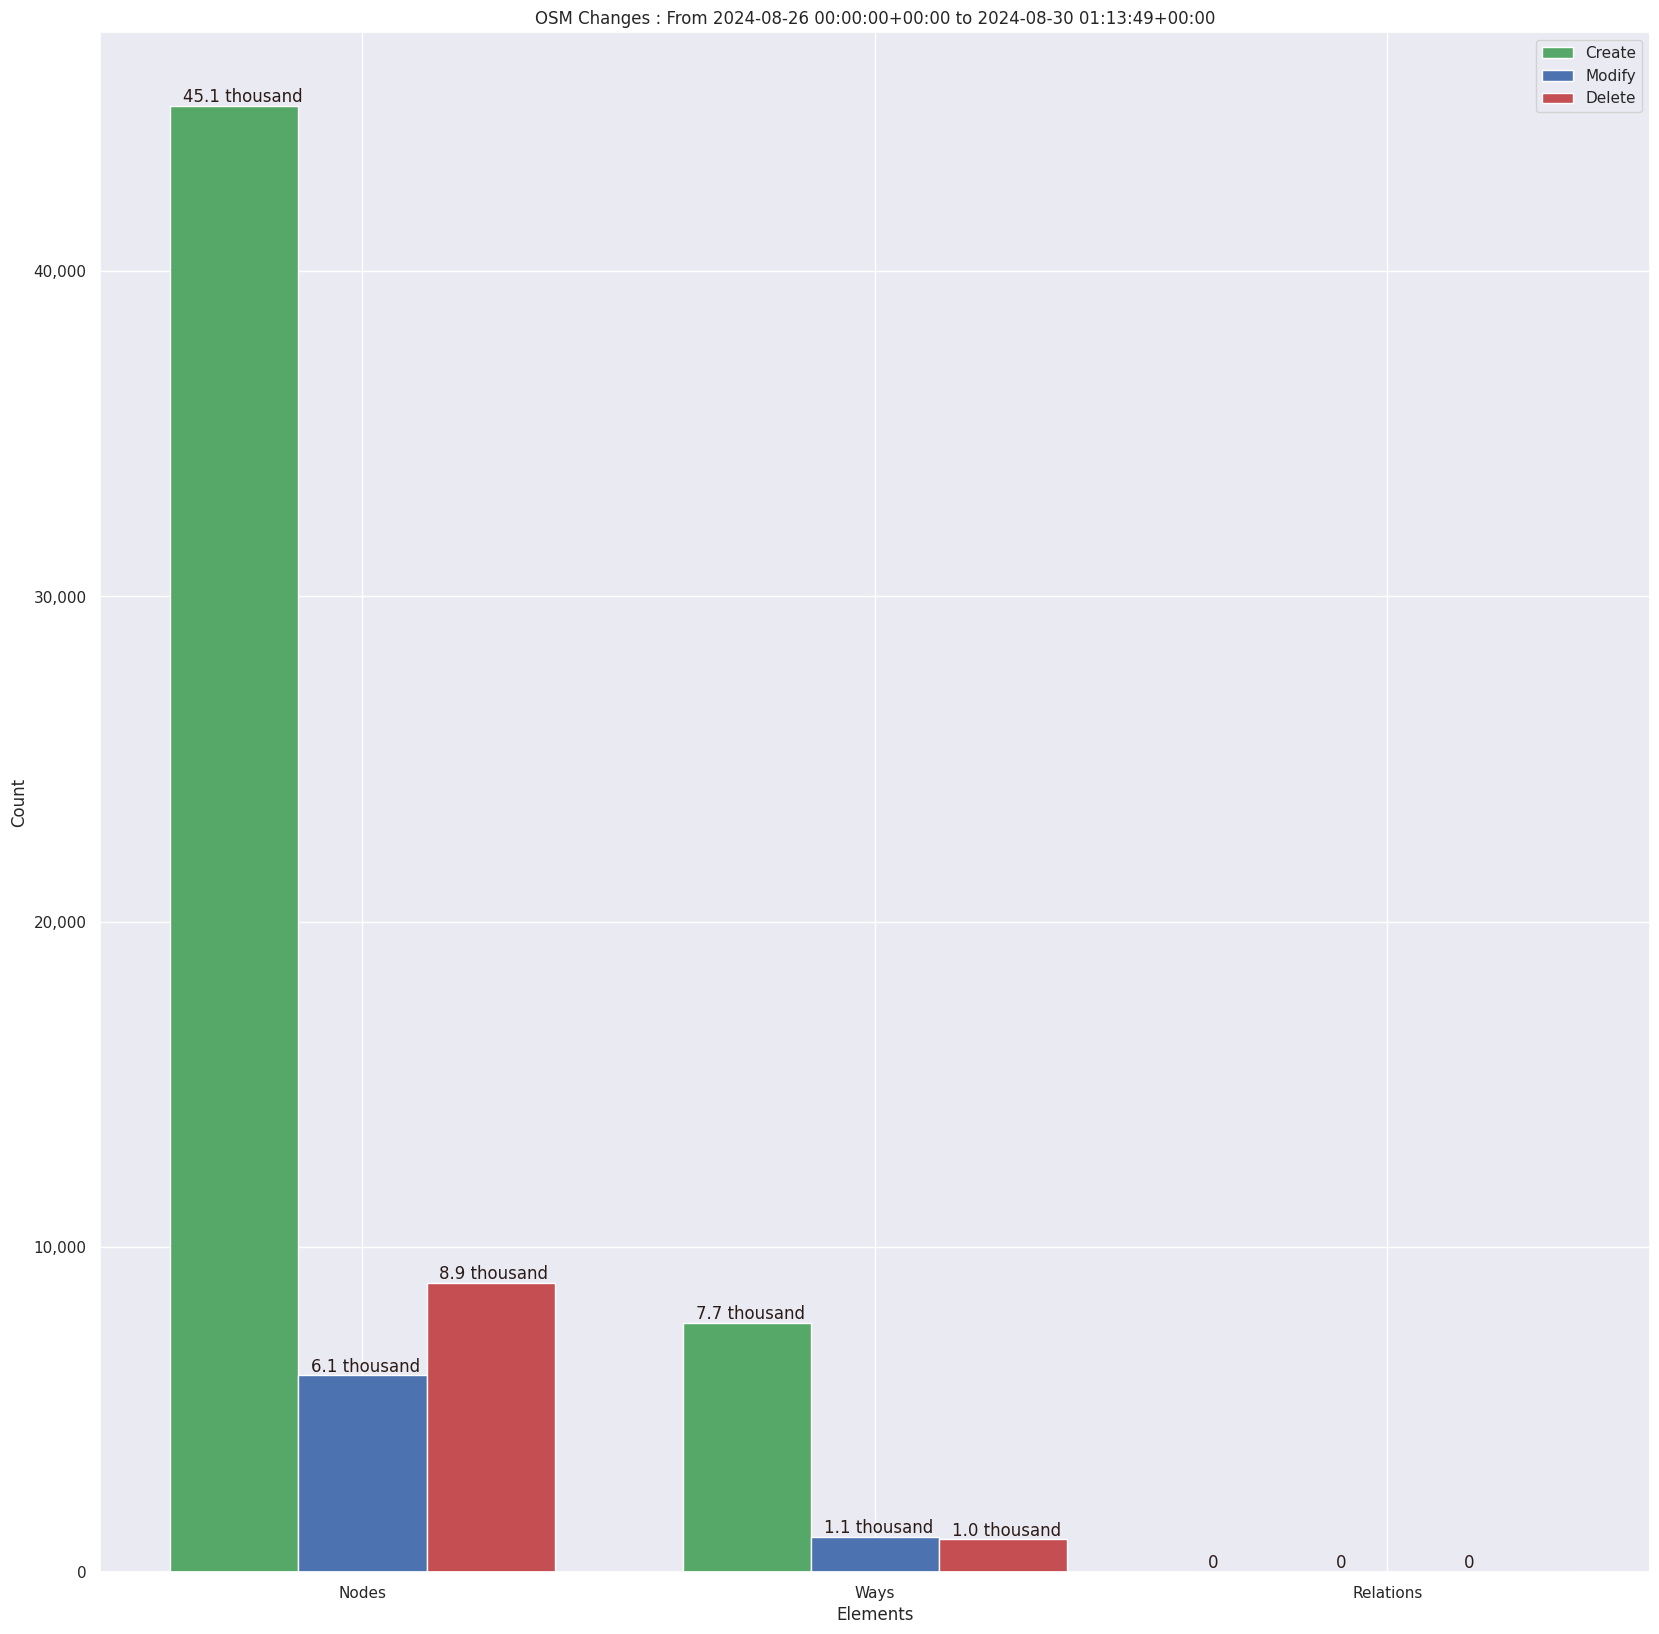 OSM Changes : From 2024-08-26 00:00:00+00:00 to 2024-08-30 01:13:49+00:00
Create
Modify
Delete
45.1 thousand
40,000
30,000
20,000
10,000
0
Count
8.9 thousand
6.1 thousand
7.7 thousand
1.1 thousand
1.0 thousand
0
0
0
Nodes
Ways
Relations
Elements